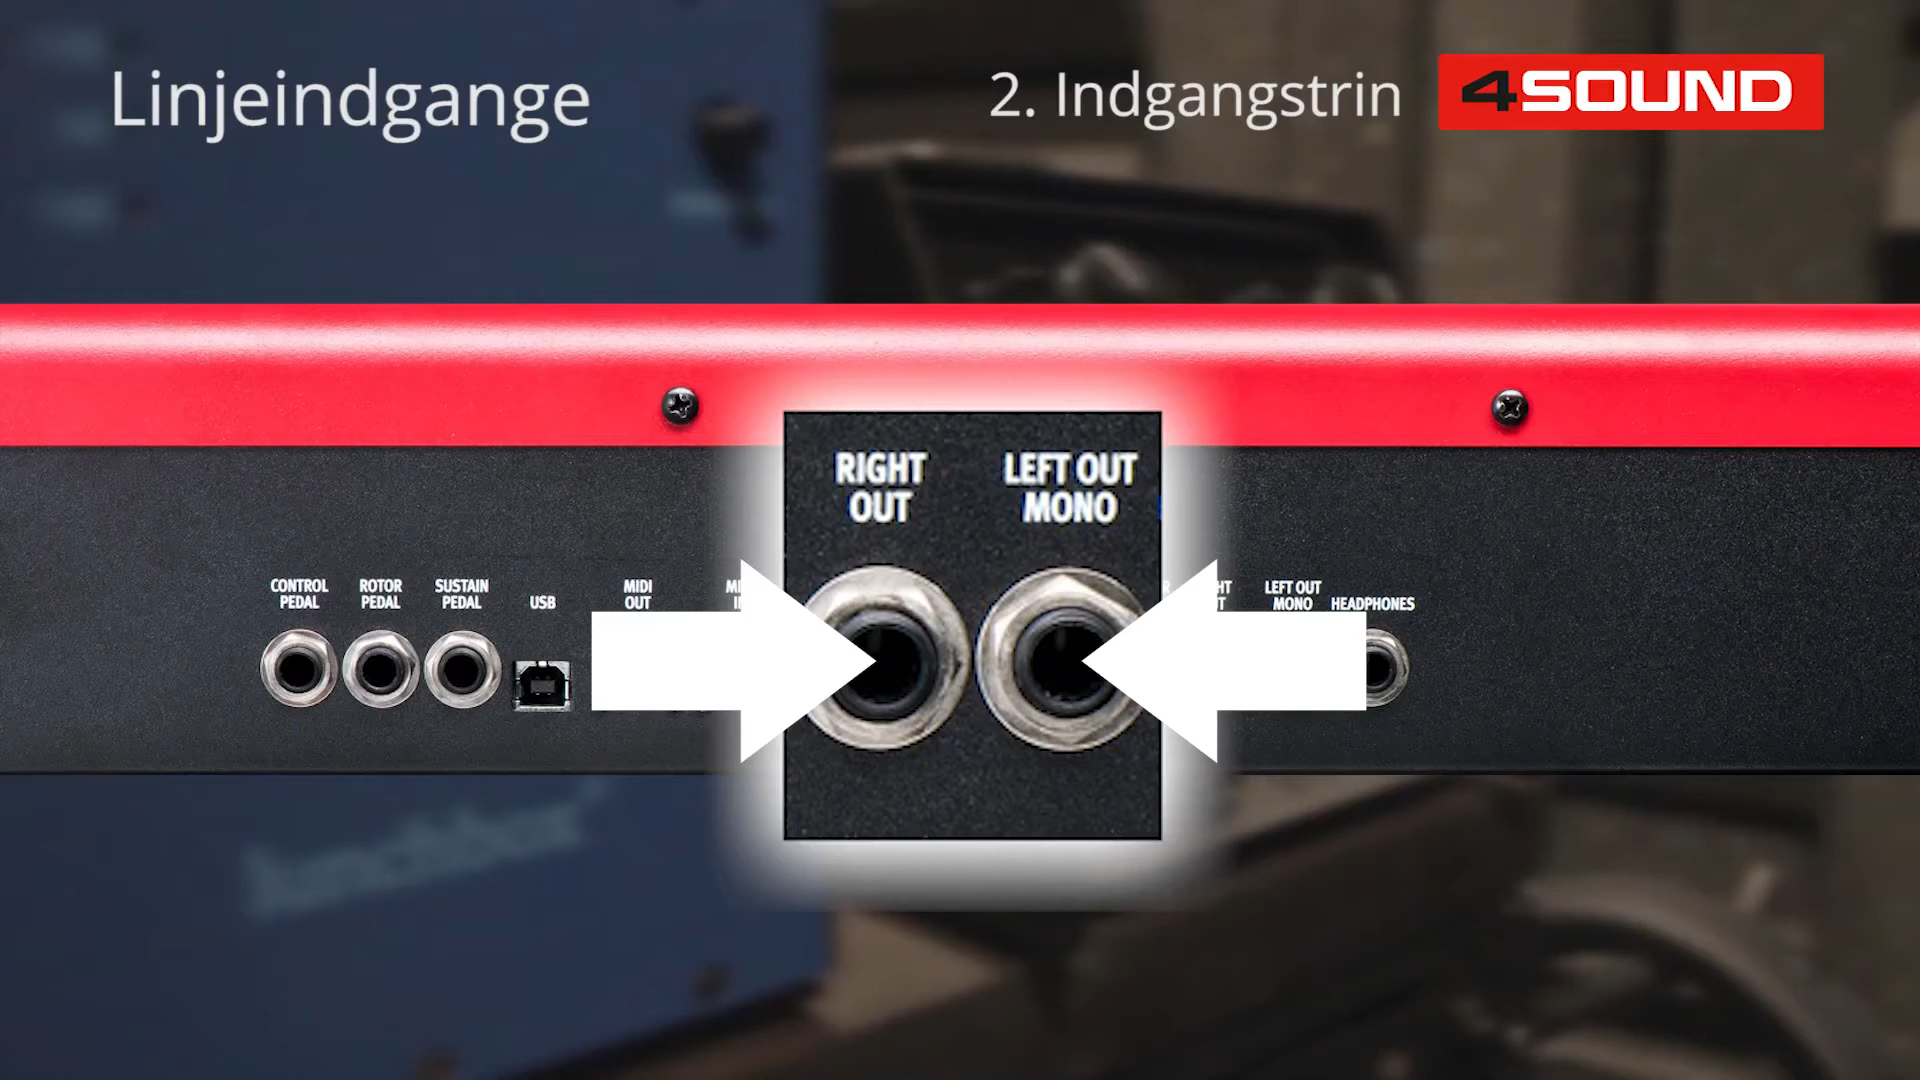 Linjeindgange
2. Indgangstrin
4SOUND
RIGHT
OUT
LEFT OUT
MONO
CONTROL
PEDAL
ROTOR
PEDAL
SUSTAIN
PEDAL
USB
MIDI
OUT
LEFT OUT
MONO
HEADPHONES